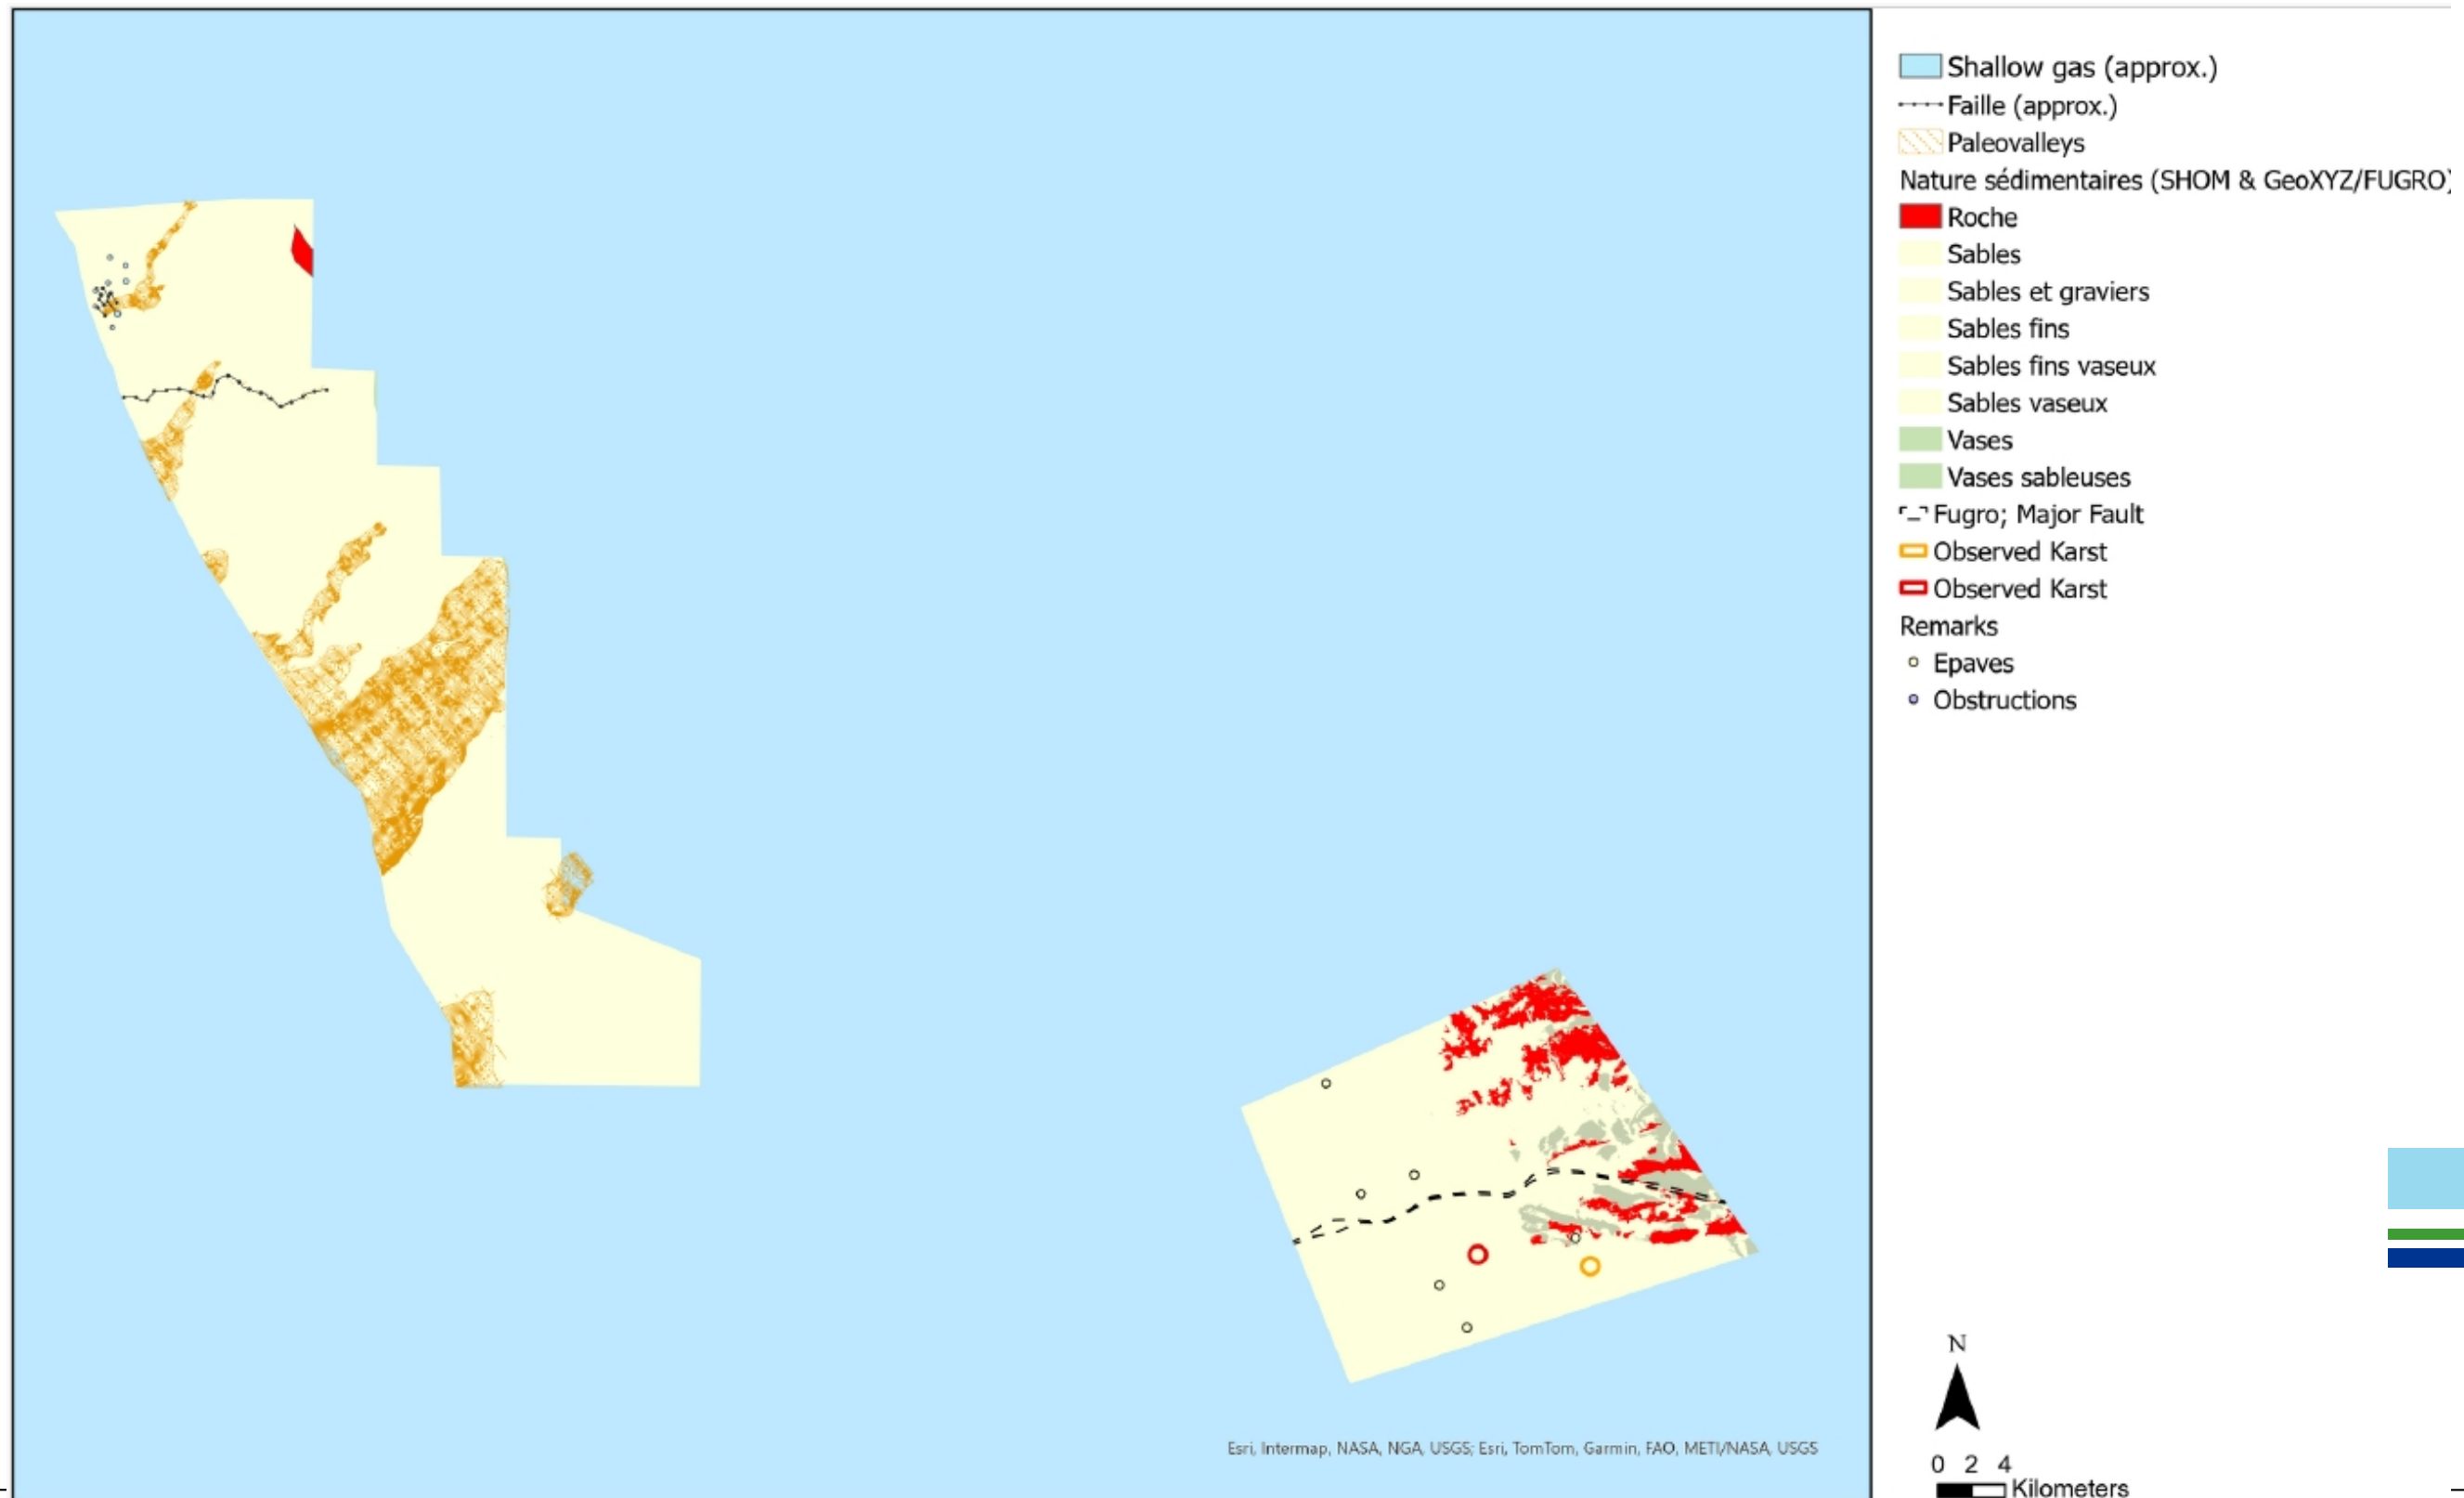 Shallow gas (approx.)
Faille (approx.)
Paleovalleys
Nature sédimentaires (SHOM & GeoXYZ/FUGRO)
Roche
Sables
Sables et graviers
Sables fins
Sables fins vaseux
Sables vaseux
Vases
Vases sableuses
Fugro; Major Fault
Observed Karst
Observed Karst
Remarks
Epaves
Obstructions
N
0 2 4
Kilometers
Esri, Intermap, NASA, NGA, USGS; Esri, TomTom, Garmin, FAO, METI/NASA, USGS